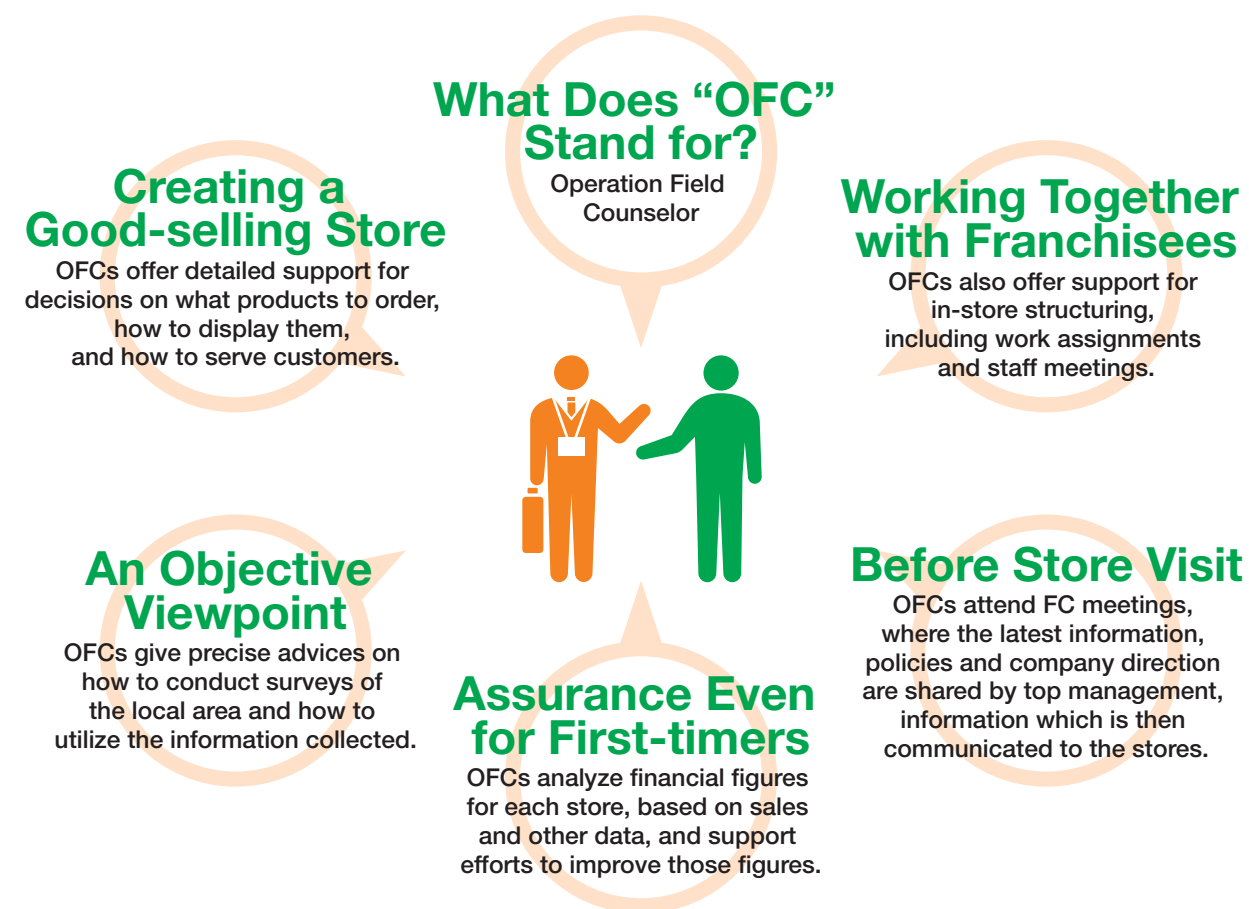 What Does “OFC”
Stand for?
Operation Field
Counselor
Creating a
Good-selling Store
OFCs offer detailed support for
decisions on what products to order,
how to display them,
and how to serve customers.
Working Together
with Franchisees
OFCs also offer support for
in-store structuring,
including work assignments
and staff meetings.
An Objective
Viewpoint
OFCs give precise advices on
how to conduct surveys of
the local area and how to
utilize the information collected.
Assurance Even
for First-timers
OFCs analyze financial figures
for each store, based on sales
and other data, and support
efforts to improve those figures.
Before Store Visit
OFCs attend FC meetings,
where the latest information,
policies and company direction
are shared by top management,
information which is then
communicated to the stores.